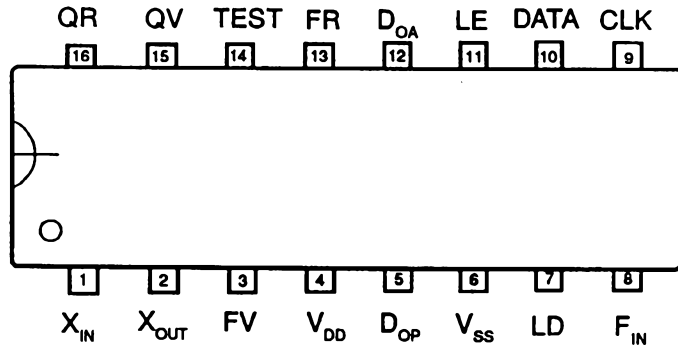 QR QV TEST FR D_OA LE DATA CLK
16 15 14 13 12 11 10 9
1 2 3 4 5 6 7 8
X_IN X_OUT FV V_DD D_OP V_SS LD F_IN